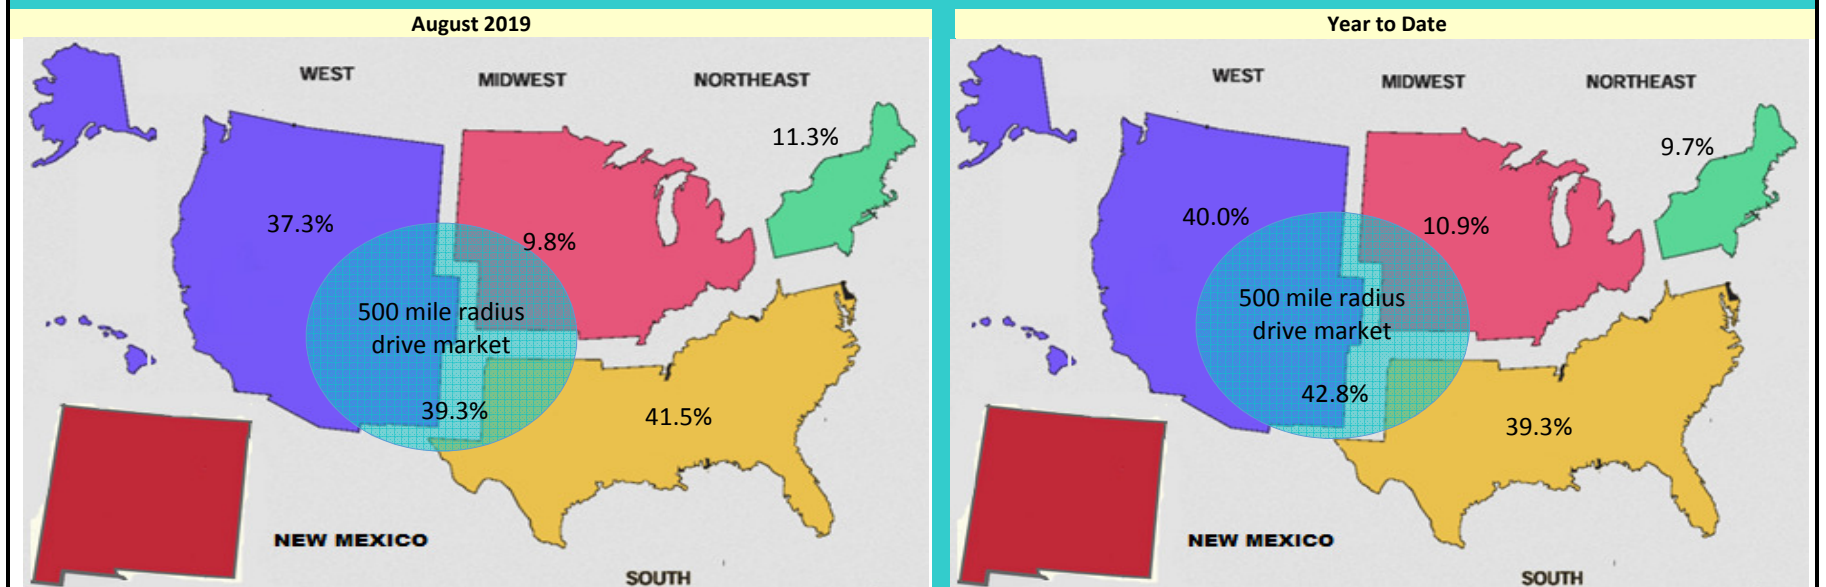 August 2019
WEST
MIDWEST
NORTHEAST
11.3%
37.3%
9.8%
500 mile radius
drive market
39.3%
41.5%
NEW MEXICO
SOUTH
Year to Date
WEST
MIDWEST
NORTHEAST
9.7%
40.0%
10.9%
500 mile radius
drive market
42.8%
39.3%
NEW MEXICO
SOUTH